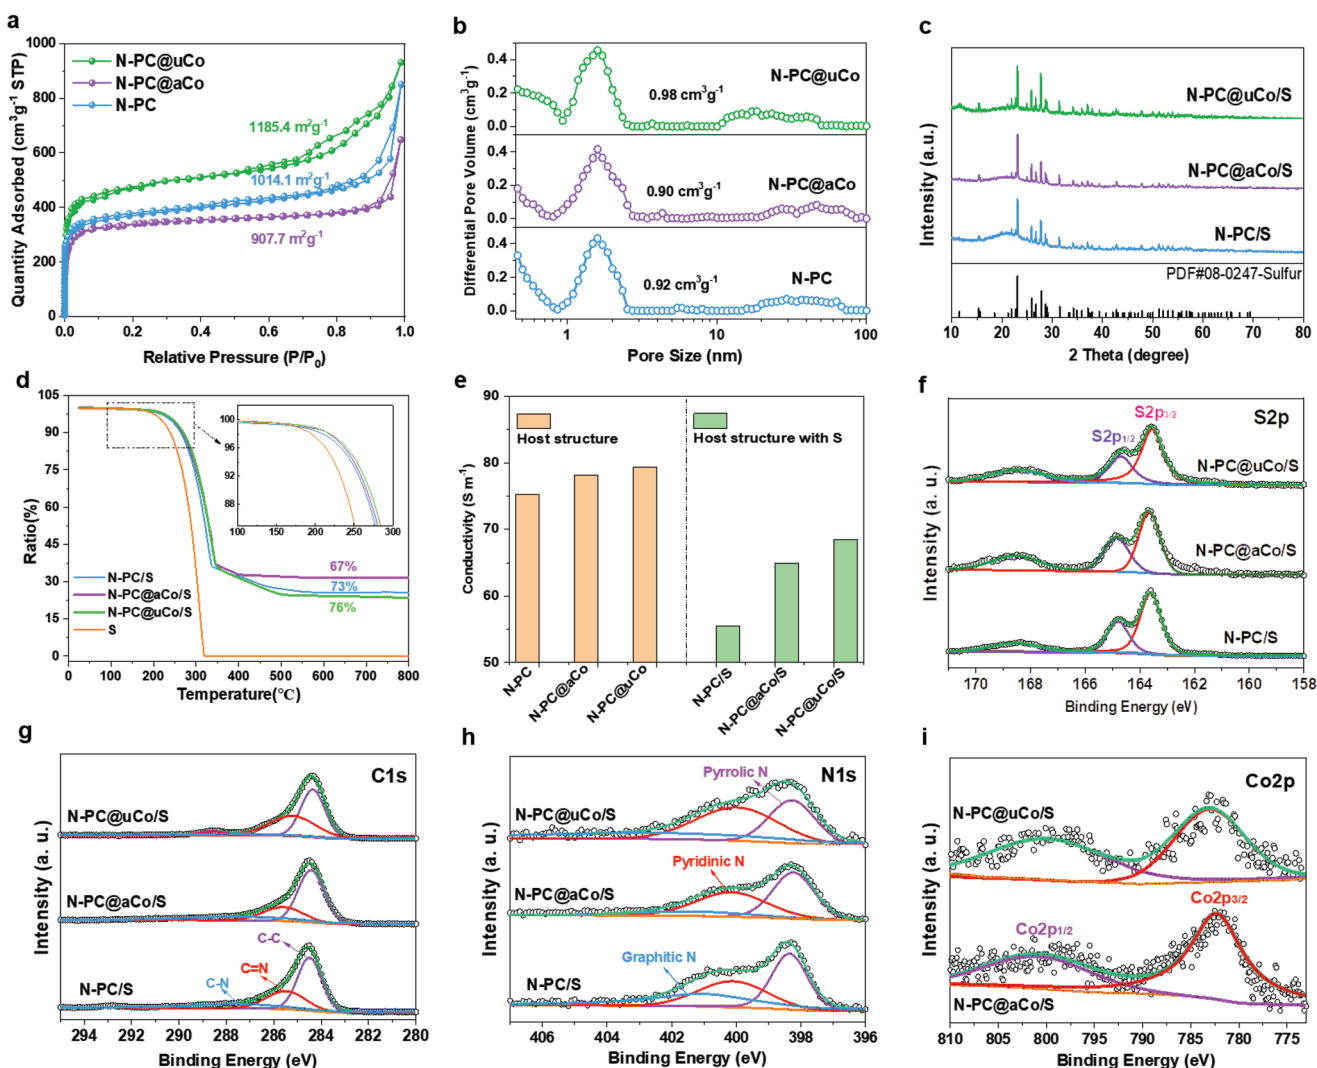 a
Quantity Adsorbed (cm³g⁻¹ STP)
1000
800
600
400
200
0
N-PC@uCo
N-PC@aCo
N-PC
1185.4 m²g⁻¹
1014.1 m²g⁻¹
907.7 m²g⁻¹
0.0 0.2 0.4 0.6 0.8 1.0
Relative Pressure (P/P₀)
b
Differential Pore Volume (cm³g⁻¹)
0.4
0.2
0.0
0.98 cm³g⁻¹
N-PC@uCo
0.4
0.2
0.0
0.90 cm³g⁻¹
N-PC@aCo
0.4
0.2
0.0
0.92 cm³g⁻¹
N-PC
1 10 100
Pore Size (nm)
c
Intensity (a.u.)
N-PC@uCo/S
N-PC@aCo/S
N-PC/S
PDF#08-0247-Sulfur
10 20 30 40 50 60 70 80
2 Theta (degree)
d
Ratio(%)
105
90
75
60
45
30
15
0
100
96
92
88
100 150 200 250 300
67%
73%
76%
N-PC/S
N-PC@aCo/S
N-PC@uCo/S
S
0 100 200 300 400 500 600 700 800
Temperature(°C)
e
Conductivity (S m⁻¹)
90
80
70
60
50
Host structure
Host structure with S
N-PC
N-PC@aCo
N-PC@uCo
N-PC/S
N-PC@aCo/S
N-PC@uCo/S
f
Intensity (a. u.)
S2p
S2p₃/₂
S2p₁/₂
N-PC@uCo/S
N-PC@aCo/S
N-PC/S
170 168 166 164 162 160 158
Binding Energy (eV)
g
Intensity (a. u.)
C1s
N-PC@uCo/S
N-PC@aCo/S
C-C
C=N
C-N
N-PC/S
294 292 290 288 286 284 282 280
Binding Energy (eV)
h
Intensity (a. u.)
N1s
Pyrrolic N
N-PC@uCo/S
Pyridinic N
N-PC@aCo/S
Graphitic N
N-PC/S
406 404 402 400 398 396
Binding Energy (eV)
i
Intensity (a. u.)
Co2p
N-PC@uCo/S
Co2p3/2
Co2p1/2
N-PC@aCo/S
810 805 800 795 790 785 780 775
Binding Energy (eV)